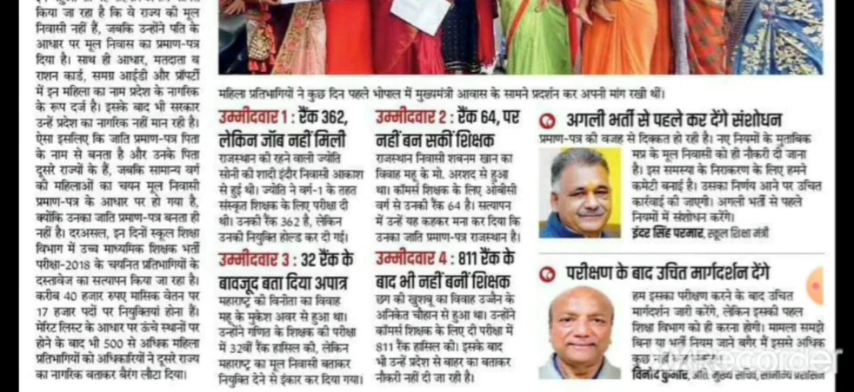 किया जा रहा है कि वे राज्य की मूल
निवासी नहीं हैं, जबकि उन्होंने पति के
आधार पर मूल निवास का प्रमाण-पत्र
दिया है। साथ ही आधार, मतदाता व
राशन कार्ड, समग्र आईडी और प्रॉपर्टी
में इन महिला का नाम प्रदेश के नागरिक
के रूप दर्ज है। इसके बाद भी सरकार
उन्हें प्रदेश का नागरिक नहीं मान रही है।
ऐसा इसलिए कि जाति प्रमाण-पत्र पिता
के नाम से बनता है और उनके पिता
दूसरे राज्यों के हैं, जबकि सामान्य वर्ग
की महिलाओं का चयन मूल निवासी
प्रमाण-पत्र के आधार पर हो गया है,
क्योंकि उनका जाति प्रमाण-पत्र बनता ही
नहीं है। दरअसल, इन दिनों स्कूल शिक्षा
विभाग में उच्च माध्यमिक शिक्षक भर्ती
परीक्षा-2018 के चयनित प्रतिभागियों के
दस्तावेज का सत्यापन किया जा रहा है।
करीब 40 हजार रुपए मासिक वेतन पर
17 हजार पदों पर नियुक्तियां होना हैं।
मेरिट लिस्ट के आधार पर ऊंचे स्थानों पर
होने के बाद भी 500 से अधिक महिला
प्रतिभागियों को अधिकारियों ने दूसरे राज्य
का नागरिक बताकर बैरंग लौटा दिया।
महिला प्रतिभागियों ने कुछ दिन पहले भोपाल में मुख्यमंत्री आवास के सामने प्रदर्शन कर अपनी मांग रखी थीं।
उम्मीदवार 1 : रैंक 362,
लेकिन जॉब नहीं मिली
राजस्थान की रहने वाली ज्योति
सोनी की शादी इंदौर निवासी आकाश
से हुई थी। ज्योति ने वर्ग-1 के तहत
संस्कृत शिक्षक के लिए परीक्षा दी
थी। उनकी रैंक 362 है, लेकिन
उनकी नियुक्ति होल्ड कर दी गई।
उम्मीदवार 3 : 32 रैंक के
बावजूद बता दिया अपात्र
महाराष्ट्र की विनीता का विवाह
महू के मुकेश अवर से हुआ था।
उन्होंने गणित के शिक्षक की परीक्षा
में 32वीं रैंक हासिल की, लेकिन
महाराष्ट्र का मूल निवासी बताकर
नियुक्ति देने से इंकार कर दिया गया।
उम्मीदवार 2 : रैंक 64, पर
नहीं बन सकीं शिक्षक
राजस्थान निवासी शबनम खान का
विवाह महू के मो. अरशद से हुआ
था। कॉमर्स शिक्षक के लिए ओबीसी
वर्ग से उनकी रैंक 64 है। सत्यापन
में उन्हें यह कहकर मना कर दिया कि
उनका जाति प्रमाण-पत्र राजस्थान है।
उम्मीदवार 4 : 811 रैंक के
बाद भी नहीं बनीं शिक्षक
छग की खुशबू का विवाह उज्जैन के
अनिकेत चौहान से हुआ था। उन्होंने
कॉमर्स शिक्षक के लिए दी परीक्षा में
811 रैंक हासिल की। इसके बाद
भी उन्हें प्रदेश से बाहर का बताकर
नौकरी नहीं दी जा रही है।
अगली भर्ती से पहले कर देंगे संशोधन
प्रमाण-पत्र की वजह से दिक्कत हो रही है। नए नियमों के मुताबिक
मप्र के मूल निवासी को ही नौकरी दी जाना
है। इस समस्या के निराकरण के लिए हमने
कमेटी बनाई है। उसका निर्णय आने पर उचित
कार्रवाई की जाएगी। अगली भर्ती से पहले
नियमों में संशोधन करेंगे।
इंदर सिंह परमार, स्कूल शिक्षा मंत्री
परीक्षण के बाद उचित मार्गदर्शन देंगे
हम इसका परीक्षण करने के बाद उचित
मार्गदर्शन जारी करेंगे, लेकिन इसकी पहल
शिक्षा विभाग को ही करना होगी। मामला समझे
बिना या भर्ती नियम जाने बगैर मैं इससे अधिक
कुछ
विनोद कुमार, अति. मुख्य सचिव, सामान्य प्रशासन